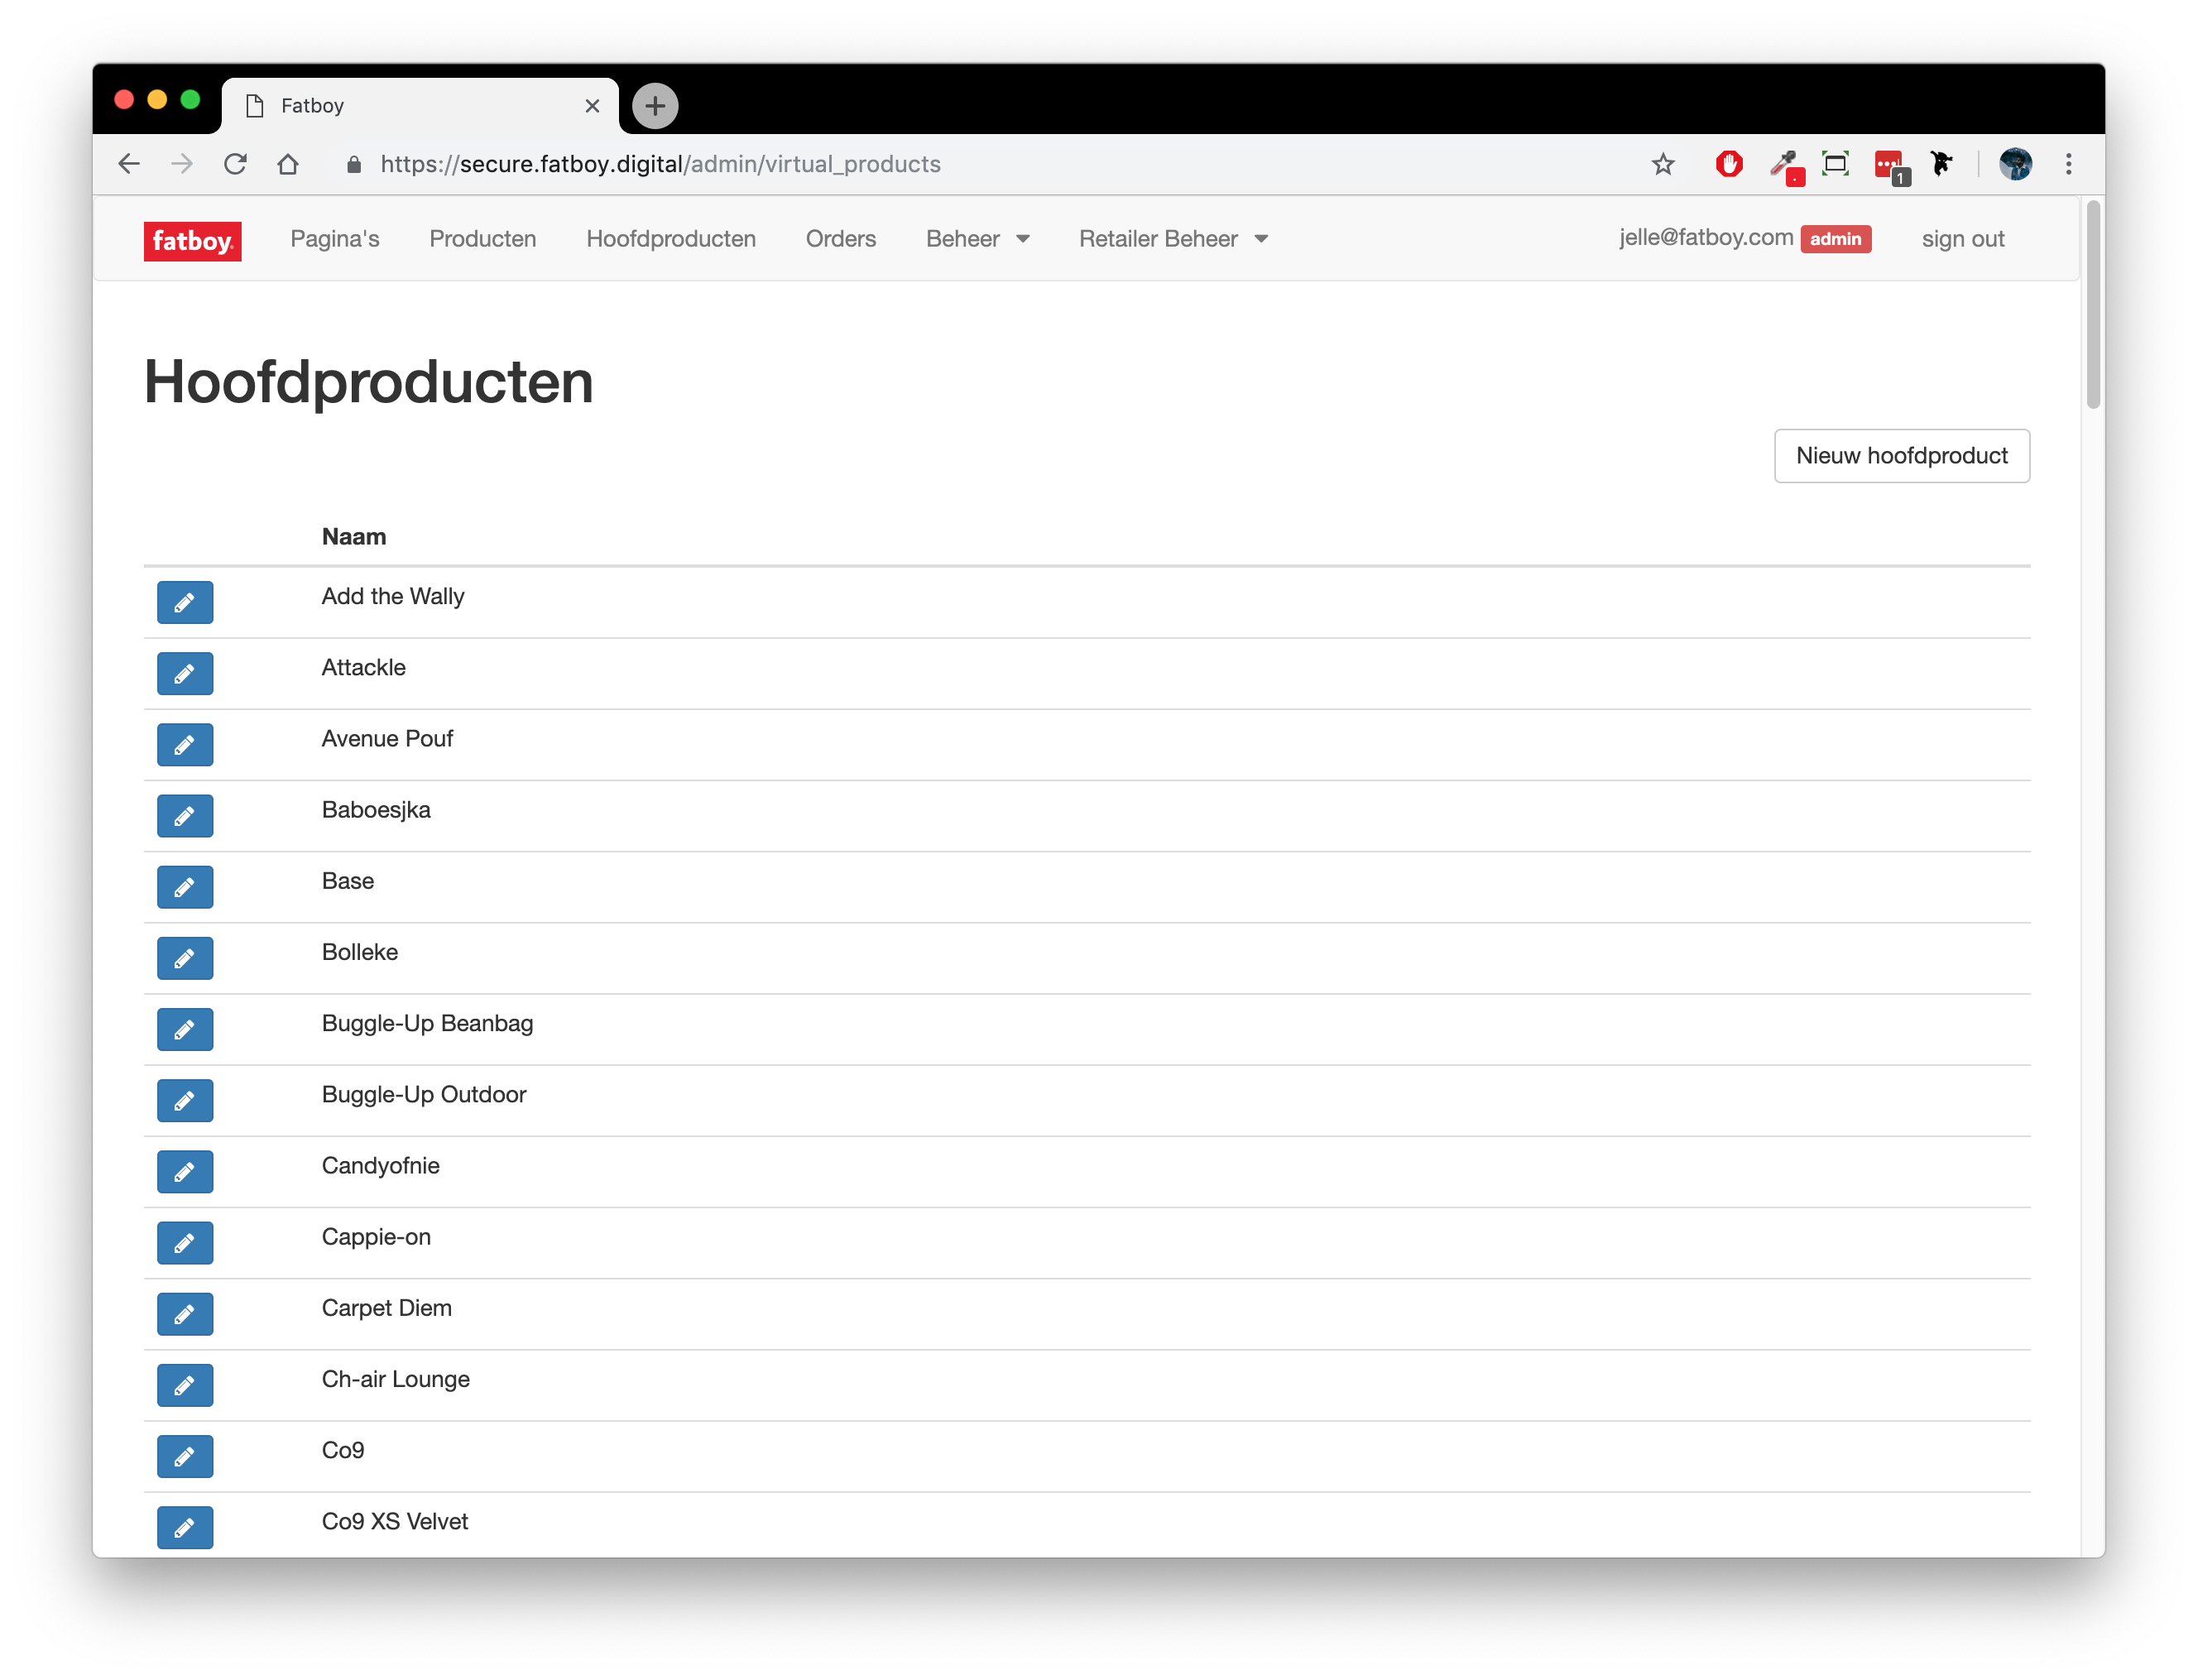 Fatboy
https://secure.fatboy.digital/admin/virtual_products
1
fatboy
Pagina's Producten Hoofdproducten Orders Beheer Retailer Beheer jelle@fatboy.com admin sign out
Hoofdproducten
Nieuw hoofdproduct
Naam
Add the Wally
Attackle
Avenue Pouf
Baboesjka
Base
Bolleke
Buggle-Up Beanbag
Buggle-Up Outdoor
Candyofnie
Cappie-on
Carpet Diem
Ch-air Lounge
Co9
Co9 XS Velvet